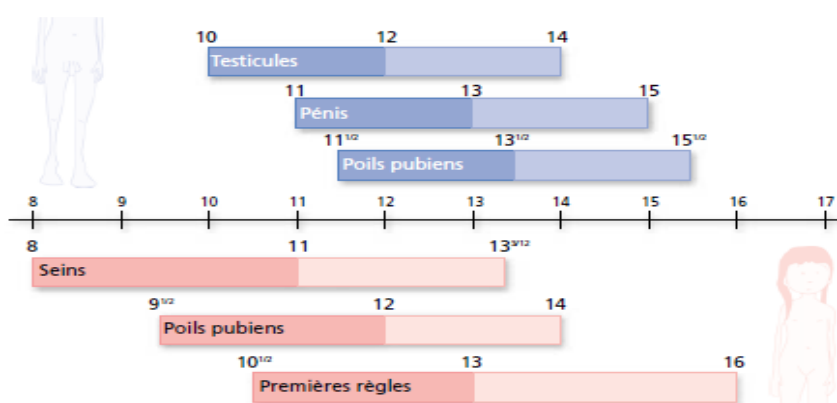 10 12 14
Testicules
11 13 15
Pénis
11 1/2 13 1/2 15 1/2
Poils pubiens
8 9 10 11 12 13 14 15 16 17
8 11 13 3/12
Seins
9 1/2 12 14
Poils pubiens
10 1/2 13 16
Premières règles